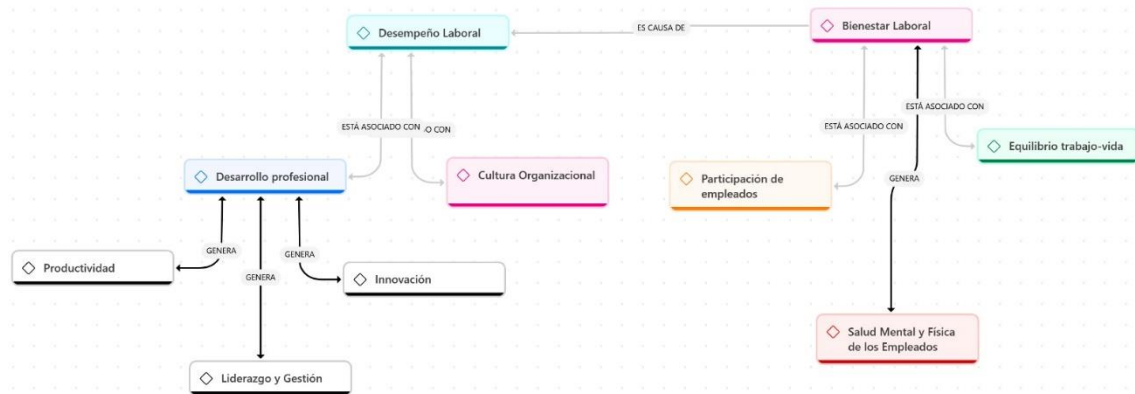 Desempeño Laboral
ES CAUSA DE
Bienestar Laboral
ESTÁ ASOCIADO CON
O CON
ESTÁ ASOCIADO CON
ESTÁ ASOCIADO CON
Equilibrio trabajo-vida
Desarrollo profesional
Cultura Organizacional
Participación de
empleados
GENERA
GENERA
GENERA
GENERA
Productividad
Innovación
Salud Mental y Física
de los Empleados
Liderazgo y Gestión